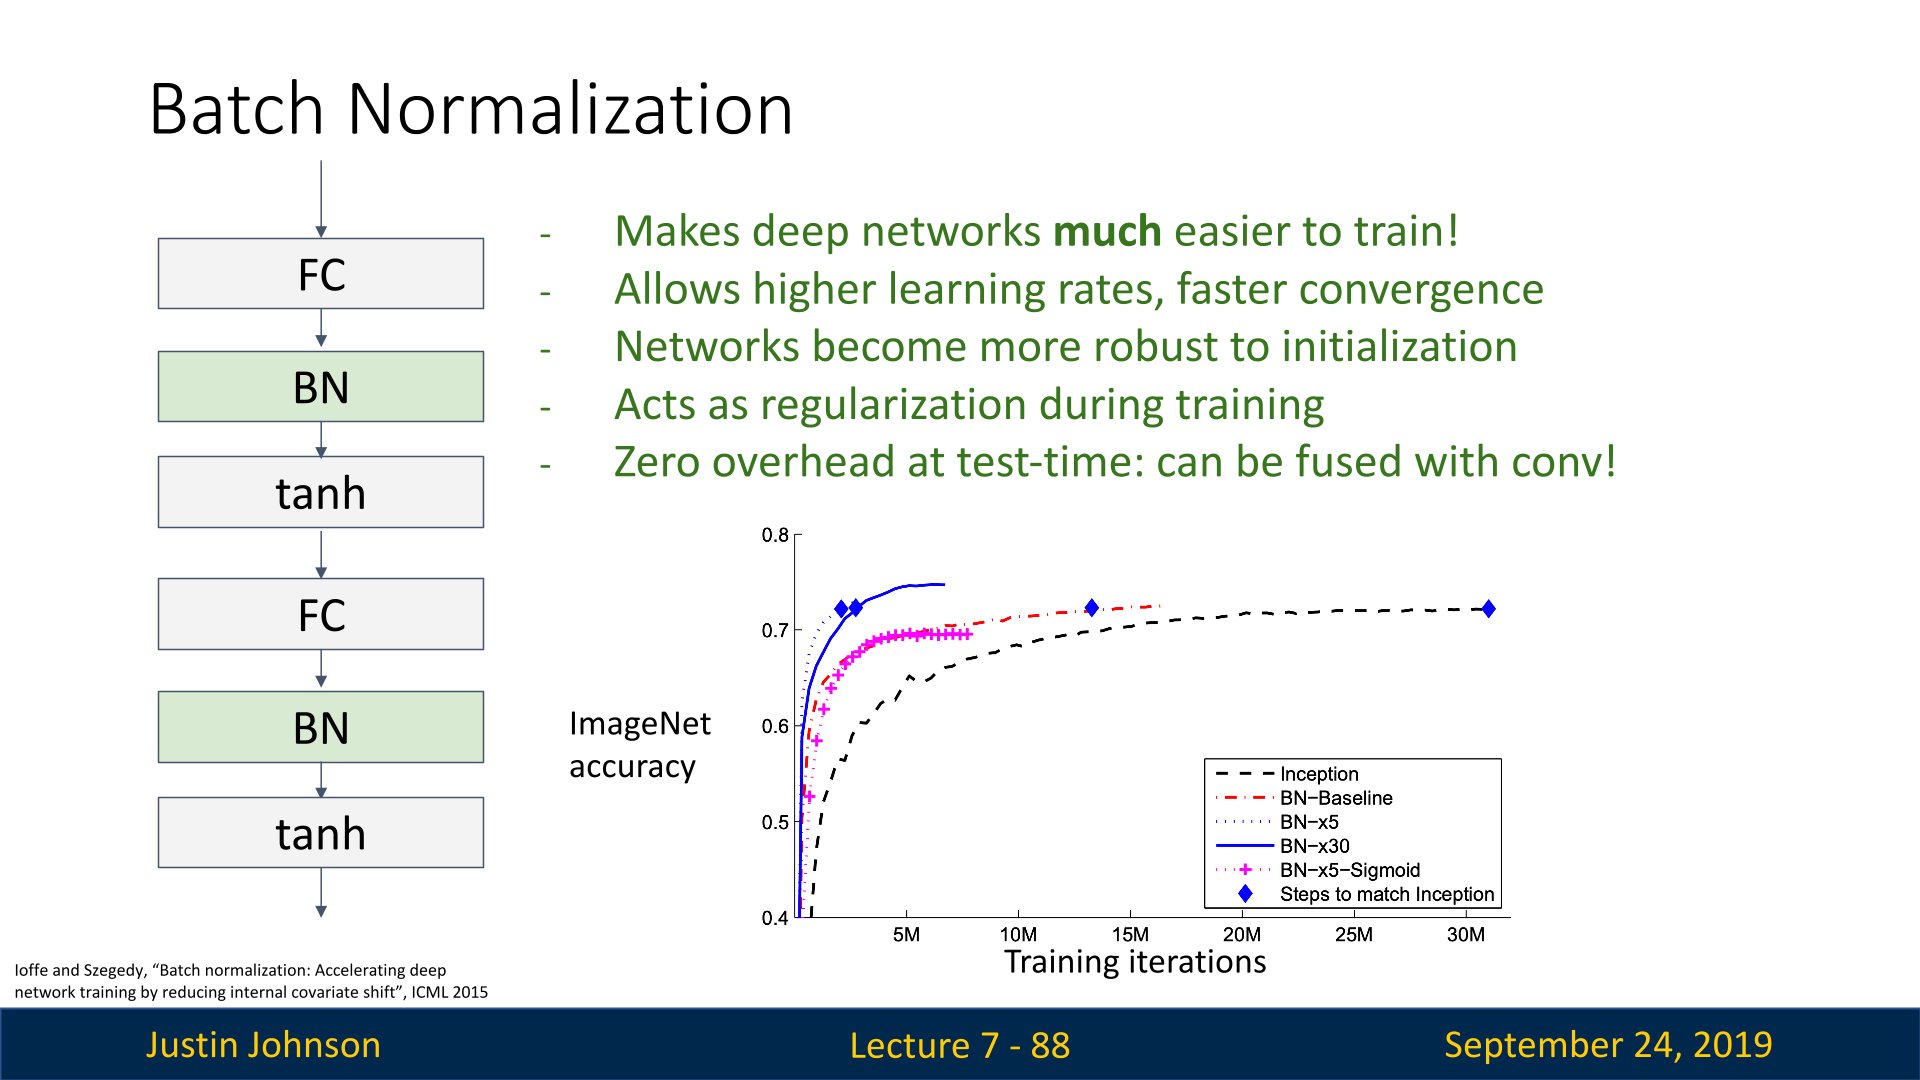 Batch Normalization
FC
BN
tanh
FC
BN
tanh
- Makes deep networks much easier to train!
- Allows higher learning rates, faster convergence
- Networks become more robust to initialization
- Acts as regularization during training
- Zero overhead at test-time: can be fused with conv!
ImageNet
accuracy
0.8
0.7
0.6
0.5
0.4
5M 10M 15M 20M 25M 30M
Training iterations
Inception
BN−Baseline
BN−x5
BN−x30
BN−x5−Sigmoid
Steps to match Inception
Ioffe and Szegedy, “Batch normalization: Accelerating deep
network training by reducing internal covariate shift”, ICML 2015
Justin Johnson
Lecture 7 - 88
September 24, 2019